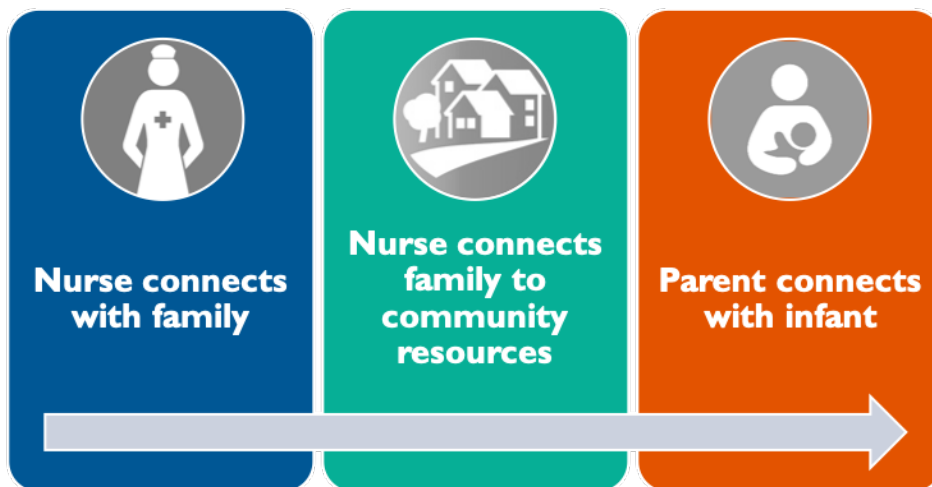 Nurse connects
with family
Nurse connects
family to
community
resources
Parent connects
with infant